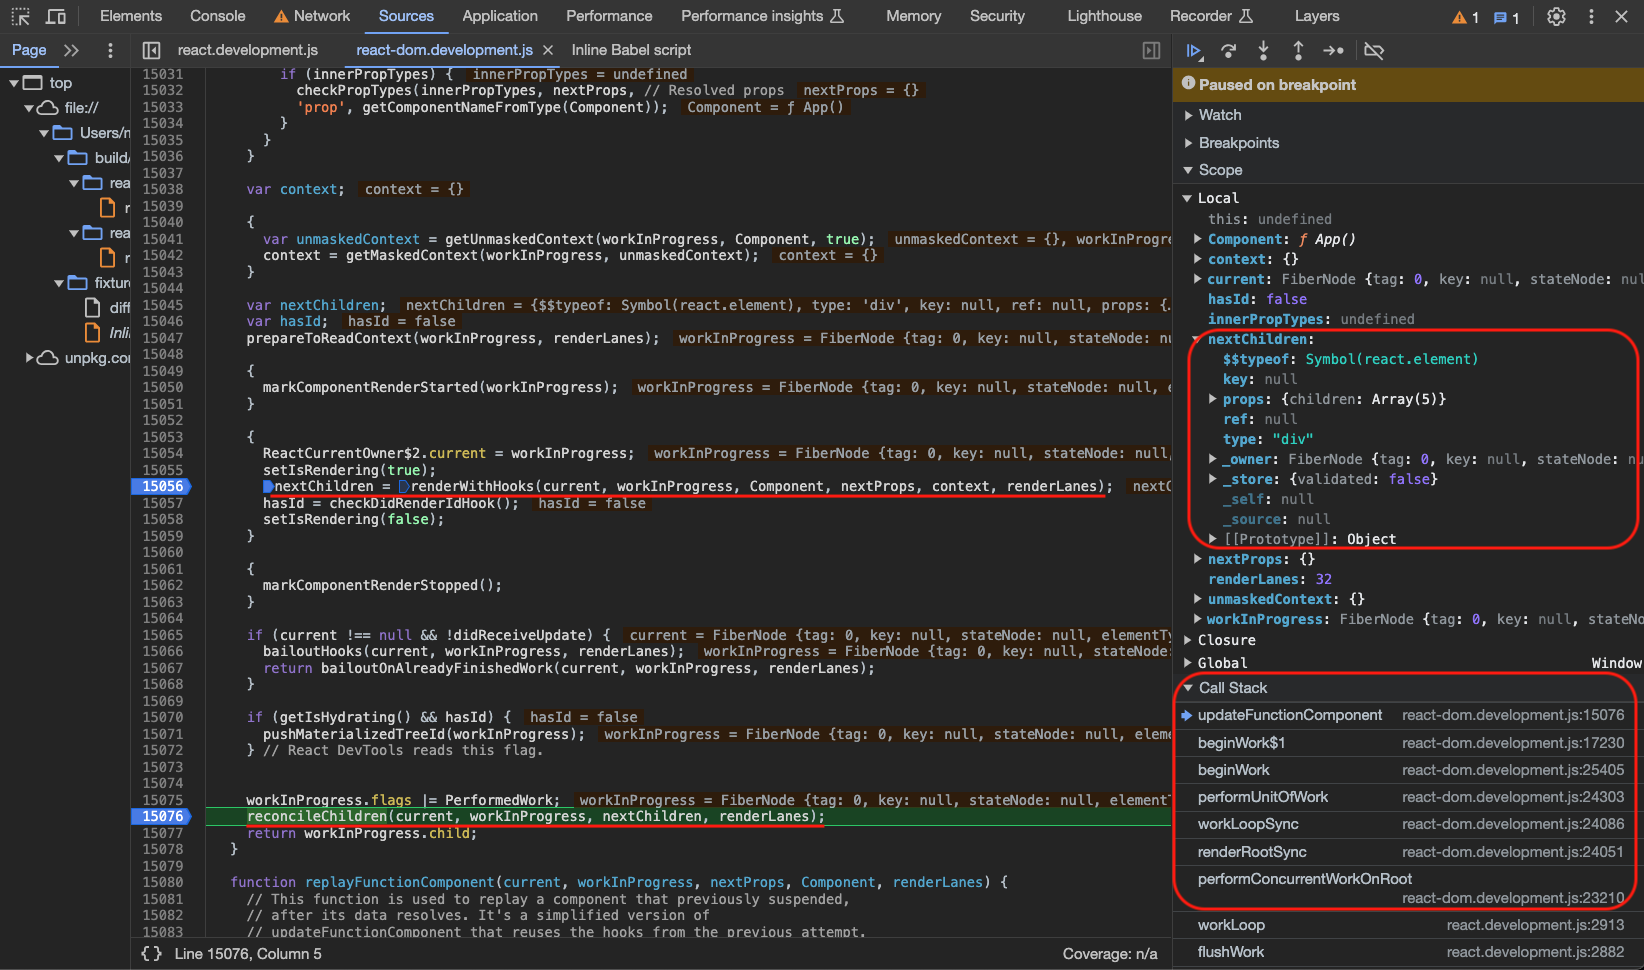 Elements Console Network Sources Application Performance Performance insights Memory Security Lighthouse Recorder Layers 1 1
Page react.development.js react-dom.development.js Inline Babel script
top
file://
Users/
build/
rea
r
rea
r
fixture
diff
Inli
unpkg.co
15031 if (innerPropTypes) { innerPropTypes = undefined
15032 checkPropTypes(innerPropTypes, nextProps, // Resolved props nextProps = {}
15033 'prop', getComponentNameFromType(Component)); Component = ƒ App()
15034 }
15035 }
15036 }
15037
15038 var context; context = {}
15039
15040 {
15041 var unmaskedContext = getUnmaskedContext(workInProgress, Component, true); unmaskedContext = {}, workInProgre
15042 context = getMaskedContext(workInProgress, unmaskedContext); context = {}
15043 }
15044
15045 var nextChildren; nextChildren = {$$typeof: Symbol(react.element), type: 'div', key: null, ref: null, props: {…
15046 var hasId; hasId = false
15047 prepareToReadContext(workInProgress, renderLanes); workInProgress = FiberNode {tag: 0, key: null, stateNode: nu
15048
15049 {
15050 markComponentRenderStarted(workInProgress); workInProgress = FiberNode {tag: 0, key: null, stateNode: null, e
15051 }
15052
15053 {
15054 ReactCurrentOwner$2.current = workInProgress; workInProgress = FiberNode {tag: 0, key: null, stateNode: null,
15055 setIsRendering(true);
15056 nextChildren = renderWithHooks(current, workInProgress, Component, nextProps, context, renderLanes); nextC
15057 hasId = checkDidRenderIdHook(); hasId = false
15058 setIsRendering(false);
15059 }
15060
15061 {
15062 markComponentRenderStopped();
15063 }
15064
15065 if (current !== null && !didReceiveUpdate) { current = FiberNode {tag: 0, key: null, stateNode: null, elementTy
15066 bailoutHooks(current, workInProgress, renderLanes); workInProgress = FiberNode {tag: 0, key: null, stateNode:
15067 return bailoutOnAlreadyFinishedWork(current, workInProgress, renderLanes);
15068 }
15069
15070 if (getIsHydrating() && hasId) { hasId = false
15071 pushMaterializedTreeId(workInProgress); workInProgress = FiberNode {tag: 0, key: null, stateNode: null, eleme
15072 } // React DevTools reads this flag.
15073
15074
15075 workInProgress.flags |= PerformedWork; workInProgress = FiberNode {tag: 0, key: null, stateNode: null, elementT
15076 reconcileChildren(current, workInProgress, nextChildren, renderLanes);
15077 return workInProgress.child;
15078 }
15079
15080 function replayFunctionComponent(current, workInProgress, nextProps, Component, renderLanes) {
15081 // This function is used to replay a component that previously suspended,
15082 // after its data resolves. It's a simplified version of
15083 // updateFunctionComponent that reuses the hooks from the previous attempt.
{} Line 15076, Column 5 Coverage: n/a
Paused on breakpoint
Watch
Breakpoints
Scope
Local
this: undefined
Component: ƒ App()
context: {}
current: FiberNode {tag: 0, key: null, stateNode: nul
hasId: false
innerPropTypes: undefined
nextChildren:
$$typeof: Symbol(react.element)
key: null
props: {children: Array(5)}
ref: null
type: "div"
_owner: FiberNode {tag: 0, key: null, stateNode: nu
_store: {validated: false}
_self: null
_source: null
[[Prototype]]: Object
nextProps: {}
renderLanes: 32
unmaskedContext: {}
workInProgress: FiberNode {tag: 0, key: null, stateNo
Closure
Global Window
Call Stack
updateFunctionComponent react-dom.development.js:15076
beginWork$1 react-dom.development.js:17230
beginWork react-dom.development.js:25405
performUnitOfWork react-dom.development.js:24303
workLoopSync react-dom.development.js:24086
renderRootSync react-dom.development.js:24051
performConcurrentWorkOnRoot
react-dom.development.js:23210
workLoop react.development.js:2913
flushWork react.development.js:2882